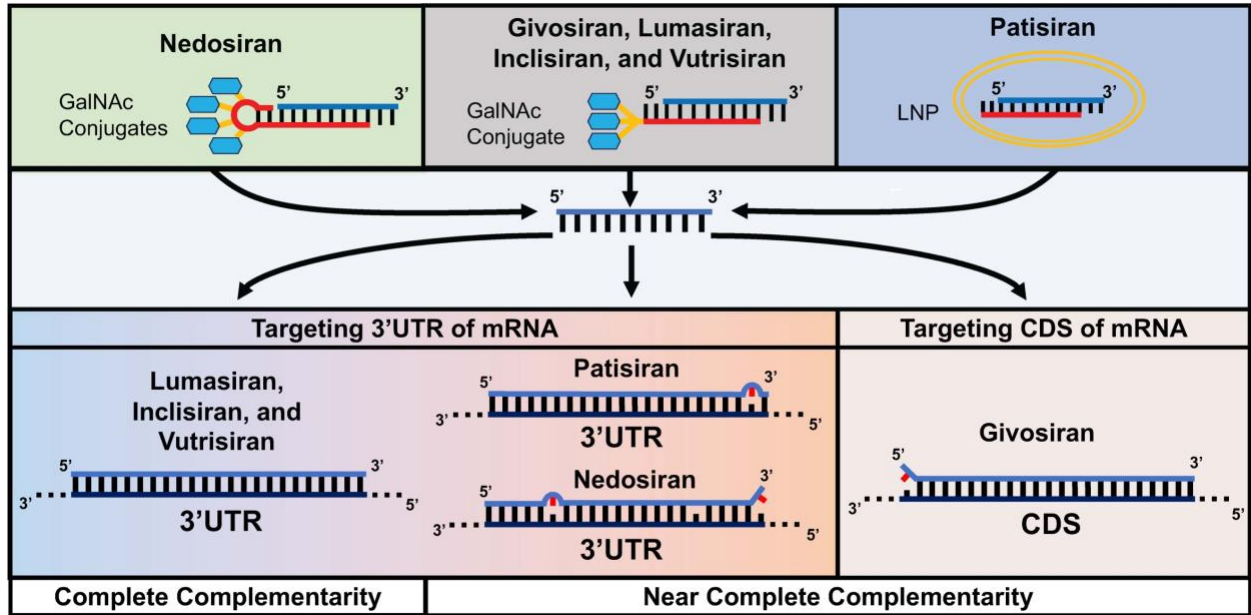 Nedosiran
GalNAc
Conjugates
5’
3’
Givosiran, Lumasiran,
Inclisiran, and Vutrisiran
GalNAc
Conjugate
5’
3’
Patisiran
LNP
5’
3’
5’
3’
Targeting 3’UTR of mRNA
Targeting CDS of mRNA
Lumasiran,
Inclisiran, and
Vutrisiran
5’
3’
3’
5’
3’UTR
Patisiran
5’
3’
3’
5’
3’UTR
Nedosiran
5’
3’
3’
5’
3’UTR
Givosiran
5’
3’
3’
5’
CDS
Complete Complementarity
Near Complete Complementarity